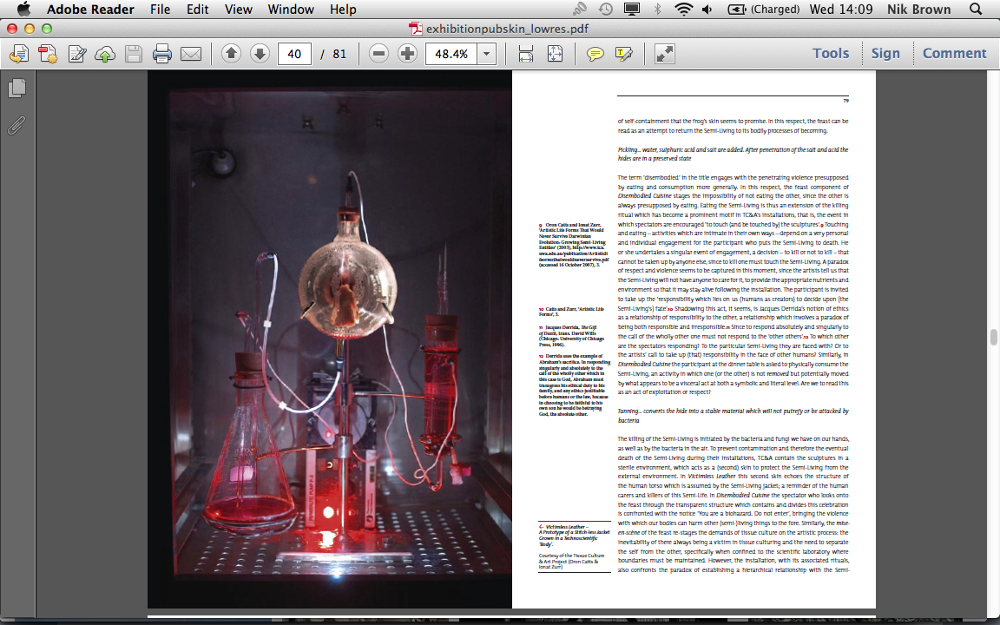 Adobe Reader File Edit View Window Help (Charged) Wed 14:09 Nik Brown
exhibitionpubskin_lowres.pdf
40 / 81 48.4% Tools Sign Comment
79
of self-containment that the frog's skin seems to promise. In this respect, the feast can be
read as an attempt to return the Semi-Living to its bodily processes of becoming.
Pickling... water, sulphuric acid and salt are added. After penetration of the salt and acid the
hides are in a preserved state
The term 'disembodied' in the title engages with the penetrating violence presupposed
by eating and consumption more generally. In this respect, the feast component of
Disembodied Cuisine stages the impossibility of not eating the other, since the other is
always presupposed by eating. Eating the Semi-Living is thus an extension of the killing
ritual which has become a prominent motif in TC&A's installations, that is, the event in
which spectators are encouraged 'to touch (and be touched by) the sculptures'.9 Touching
and eating – activities which are intimate in their own ways – depend on a very personal
and individual engagement for the participant who puts the Semi-Living to death. He
or she undertakes a singular event of engagement, a decision – to kill or not to kill – that
cannot be taken up by anyone else, since to kill one must touch the Semi-Living. A paradox
of respect and violence seems to be captured in this moment, since the artists tell us that
the Semi-Living will not have anyone to care for it, to provide the appropriate nutrients and
environment so that it may stay alive following the installation. The participant is invited
to take up the 'responsibility which lies on us (humans as creators) to decide upon [the
Semi-Living's] fate'.10 Shadowing this act, it seems, is Jacques Derrida's notion of ethics
as a relationship of responsibility to the other, a relationship which involves a paradox of
being both responsible and irresponsible.11 Since to respond absolutely and singularly to
the call of the wholly other one must not respond to the 'other others'.12 To which other
are the spectators responding? To the particular Semi-Living they are faced with? Or to
the artists' call to take up (that) responsibility in the face of other humans? Similarly, in
Disembodied Cuisine the participant at the dinner table is asked to physically consume the
Semi-Living, an activity in which one (or the other) is not removed but potentially moved
by what appears to be a visceral act at both a symbolic and literal level. Are we to read this
as an act of exploitation or respect?
Tanning... converts the hide into a stable material which will not putrefy or be attacked by
bacteria
The killing of the Semi-Living is initiated by the bacteria and fungi we have on our hands,
as well as by the bacteria in the air. To prevent contamination and therefore the eventual
death of the Semi-Living during their installations, TC&A contain the sculptures in a
sterile environment, which acts as a (second) skin to protect the Semi-Living from the
external environment. In Victimless Leather this second skin echoes the structure of
the human torso which is assumed by the Semi-Living jacket; a reminder of the human
carers and killers of this Semi-Life. In Disembodied Cuisine the spectator who looks onto
the feast through the transparent structure which contains and divides this celebration
is confronted with the notice 'You are a biohazard. Do not enter', bringing the violence
with which our bodies can harm other (semi-)living things to the fore. Similarly, the mise-
en-scène of the feast re-stages the demands of tissue culture on the artistic process: the
inevitability of there always being a victim in tissue culturing and the need to separate
the self from the other, specifically when confined to the scientific laboratory where
boundaries must be maintained. However, the installation, with its associated rituals,
also confronts the paradox of establishing a hierarchical relationship with the Semi-
9 Oron Catts and Ionat Zurr,
'Artistic Life Forms That Would
Never Survive Darwinian
Evolution: Growing Semi-Living
Entities' (2003), http://www.tca.
uwa.edu.au/publication/Artisticli
feformsthatwouldneversurvive.pdf
(accessed 16 October 2007), 3.
10 Catts and Zurr, 'Artistic Life
Forms', 3.
11 Jacques Derrida, The Gift
of Death, trans. David Wills
(Chicago: University of Chicago
Press, 1996).
12 Derrida uses the example of
Abraham's sacrifice. In responding
singularly and absolutely to the
call of the wholly other which in
this case is God, Abraham must
transgress his ethical duty to his
family, and any ethics justifiable
before humans or the law, because
in choosing to be faithful to his
own son he would be betraying
God, the absolute other.
← Victimless Leather –
A Prototype of a Stitch-less Jacket
Grown in a Technoscientific
'Body'.
Courtesy of the Tissue Culture
& Art Project (Oron Catts &
Ionat Zurr)